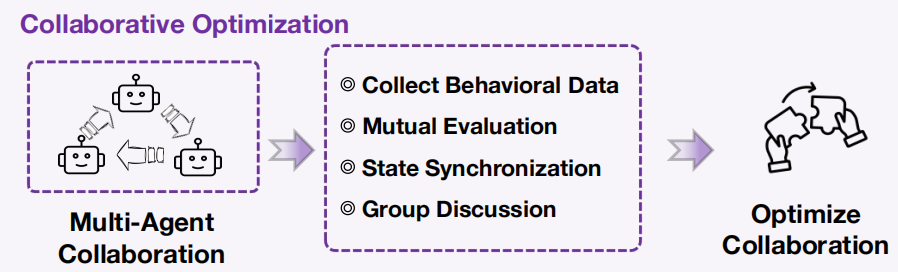 Collaborative Optimization
Multi-Agent
Collaboration
Collect Behavioral Data
Mutual Evaluation
State Synchronization
Group Discussion
Optimize
Collaboration